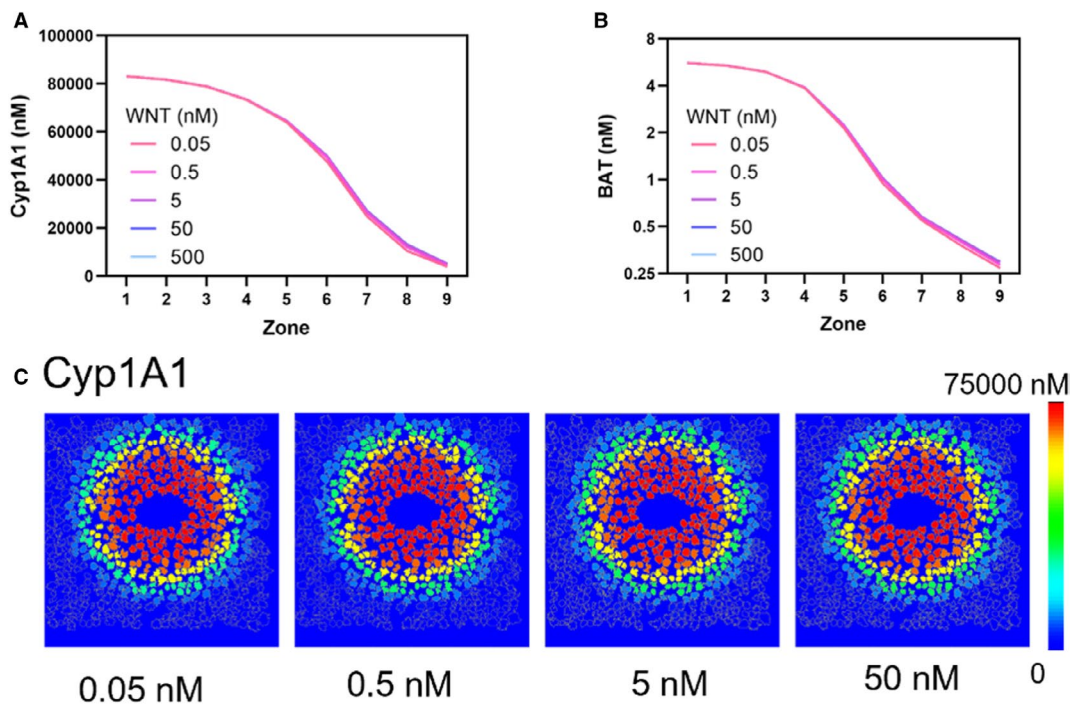 A
Cyp1A1 (nM)
100000
80000
60000
40000
20000
0
WNT (nM)
0.05
0.5
5
50
500
1 2 3 4 5 6 7 8 9
Zone
B
BAT (nM)
8
4
2
1
0.5
0.25
WNT (nM)
0.05
0.5
5
50
500
1 2 3 4 5 6 7 8 9
Zone
C Cyp1A1
75000 nM
0
0.05 nM 0.5 nM 5 nM 50 nM